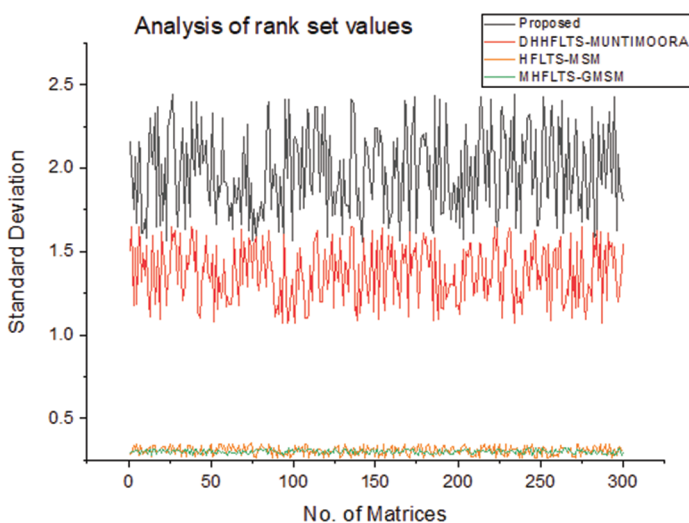 Analysis of rank set values
Proposed
DHHFLTS-MUNTIMOORA
HFLTS-MSM
MHFLTS-GMSM
2.5
2.0
1.5
1.0
0.5
Standard Deviation
0 50 100 150 200 250 300
No. of Matrices